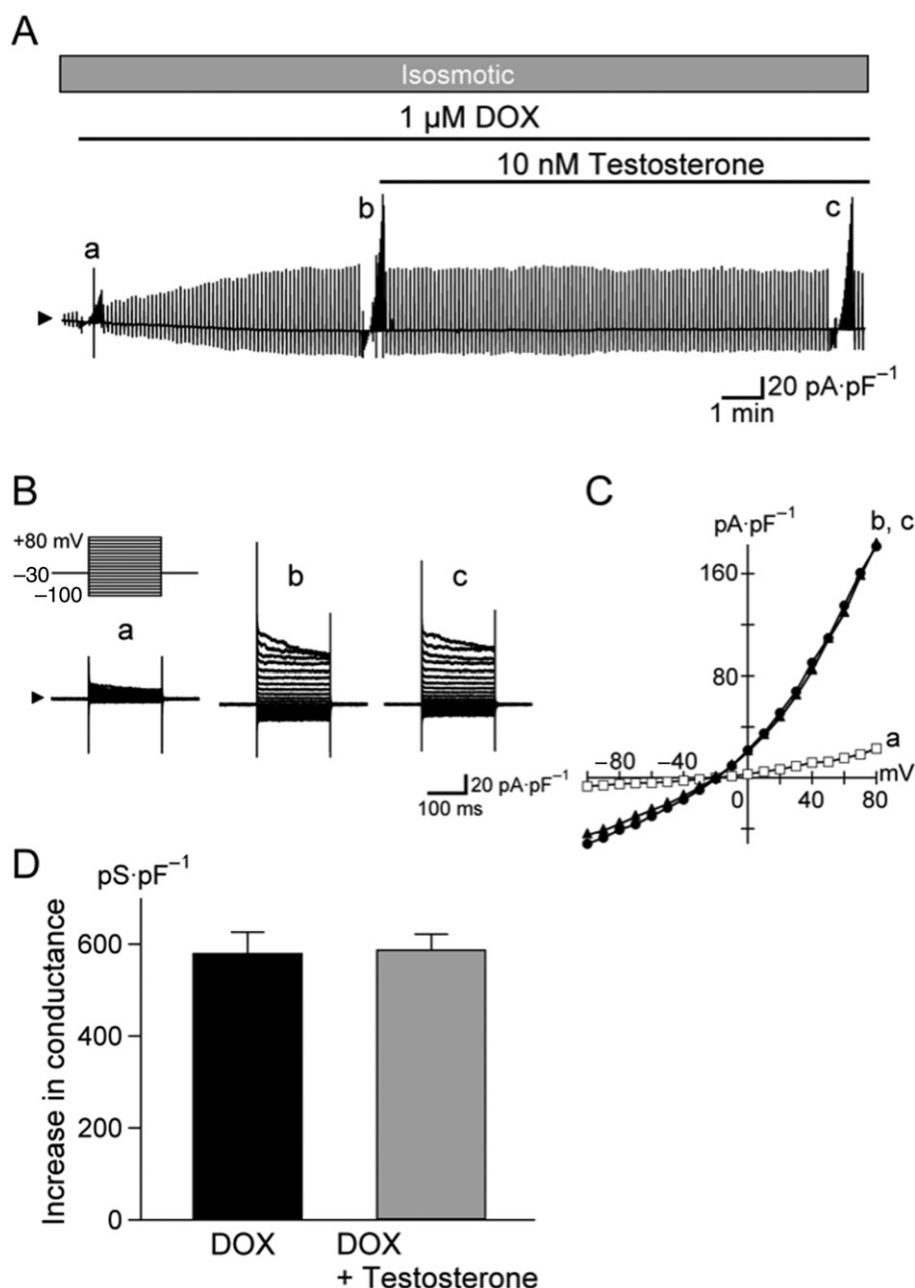 A
Isosmotic
1 µM DOX
10 nM Testosterone
a
b
c
20 pA·pF⁻¹
1 min
B
+80 mV
−30
−100
a
b
c
20 pA·pF⁻¹
100 ms
C
pA·pF⁻¹
b, c
160
80
a
−80
−40
mV
0
40
80
D
pS·pF⁻¹
Increase in conductance
600
400
200
0
DOX
DOX
+ Testosterone